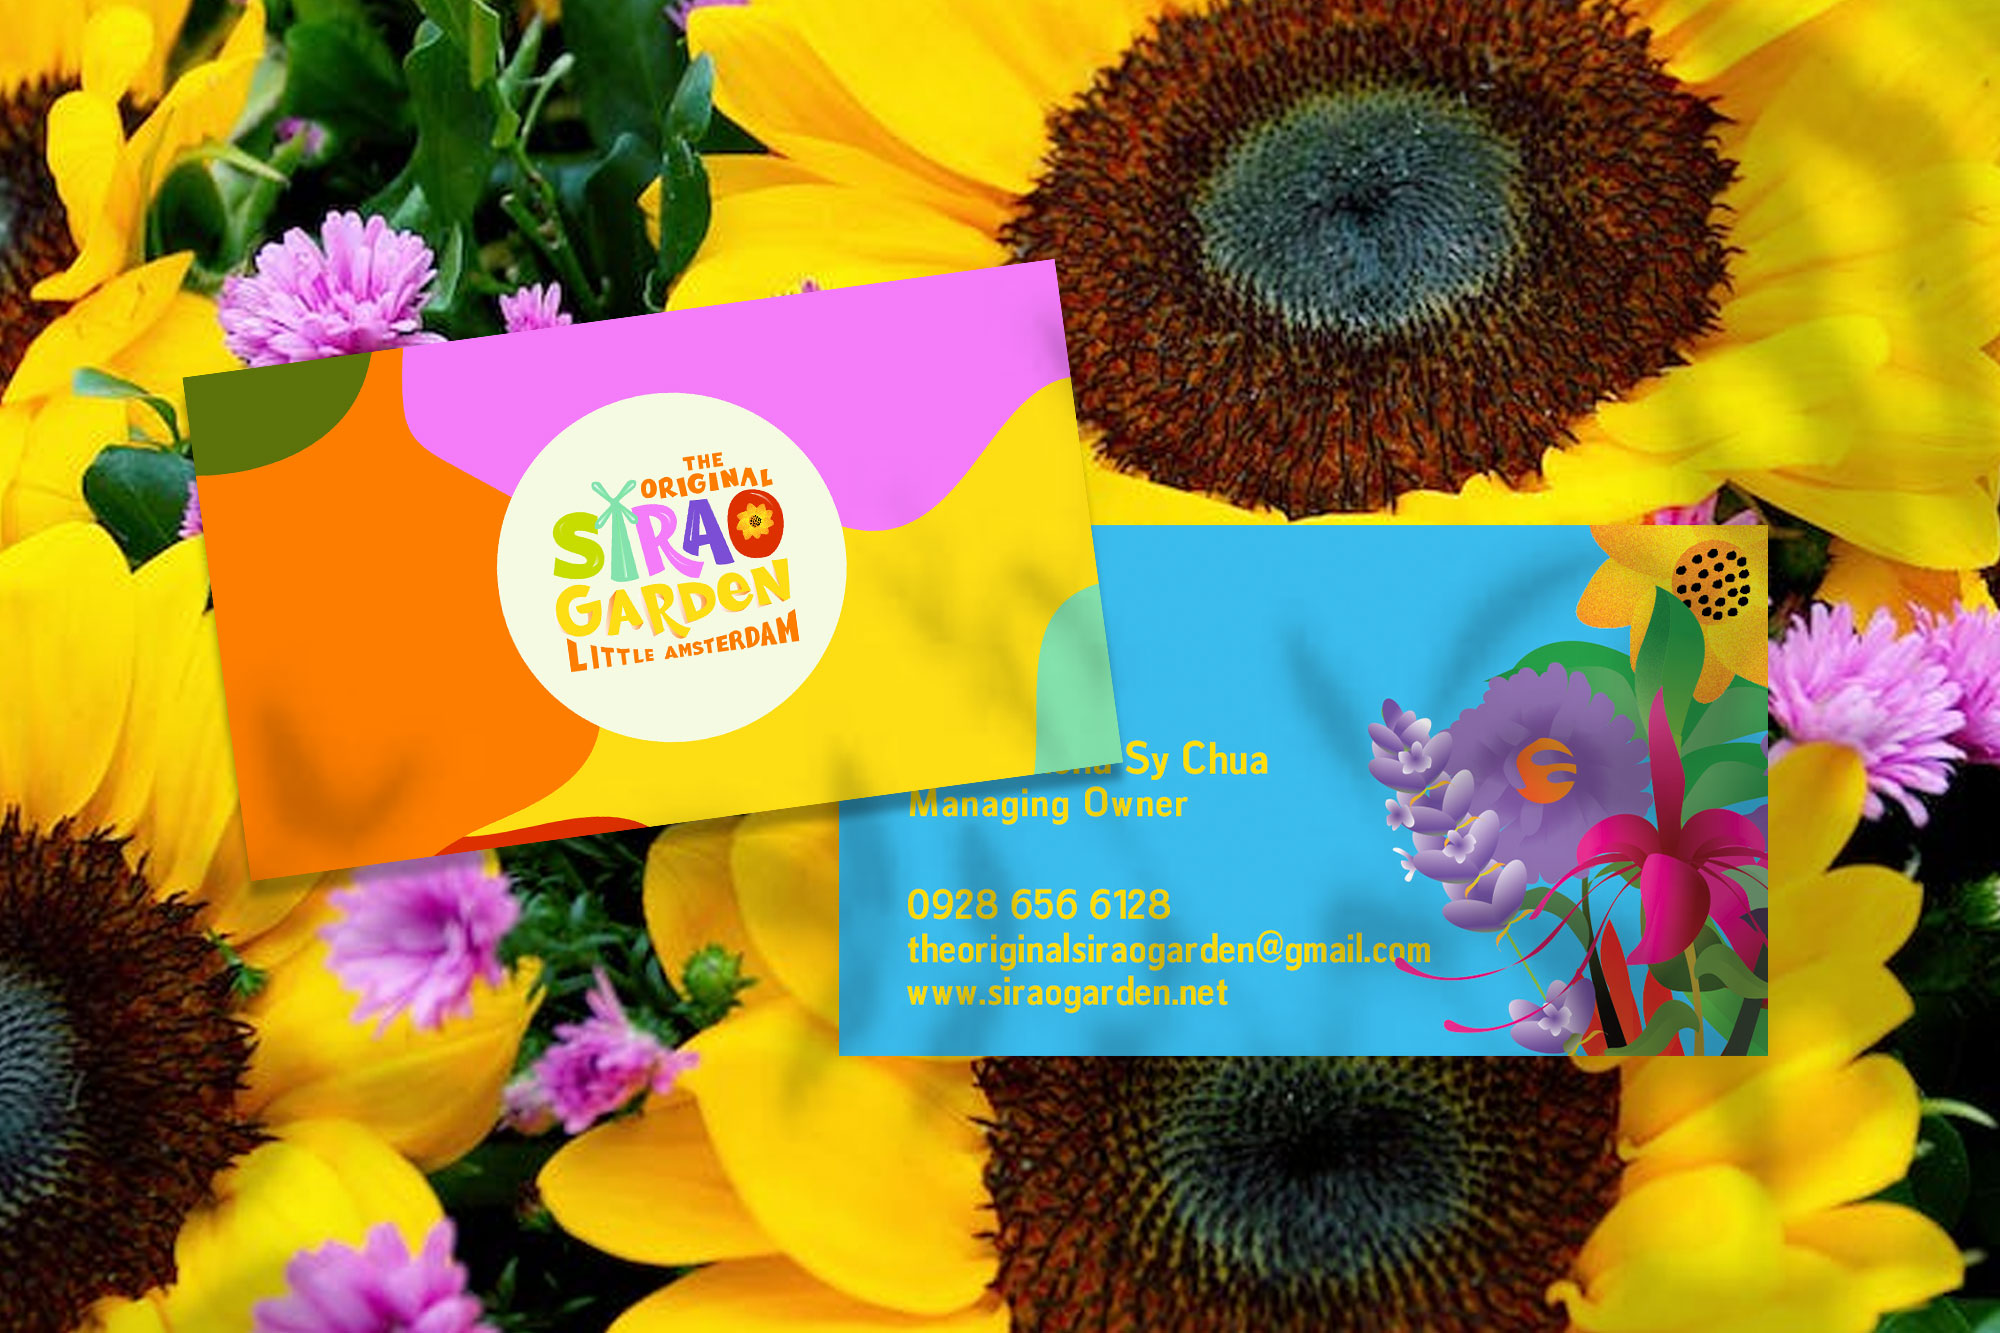 THE
ORIGINAL
SIRAO
GARDEN
LITTLE AMSTERDAM
Sy Chua
Managing Owner
0928 656 6128
theoriginalsiraogarden@gmail.com
www.siraogarden.net